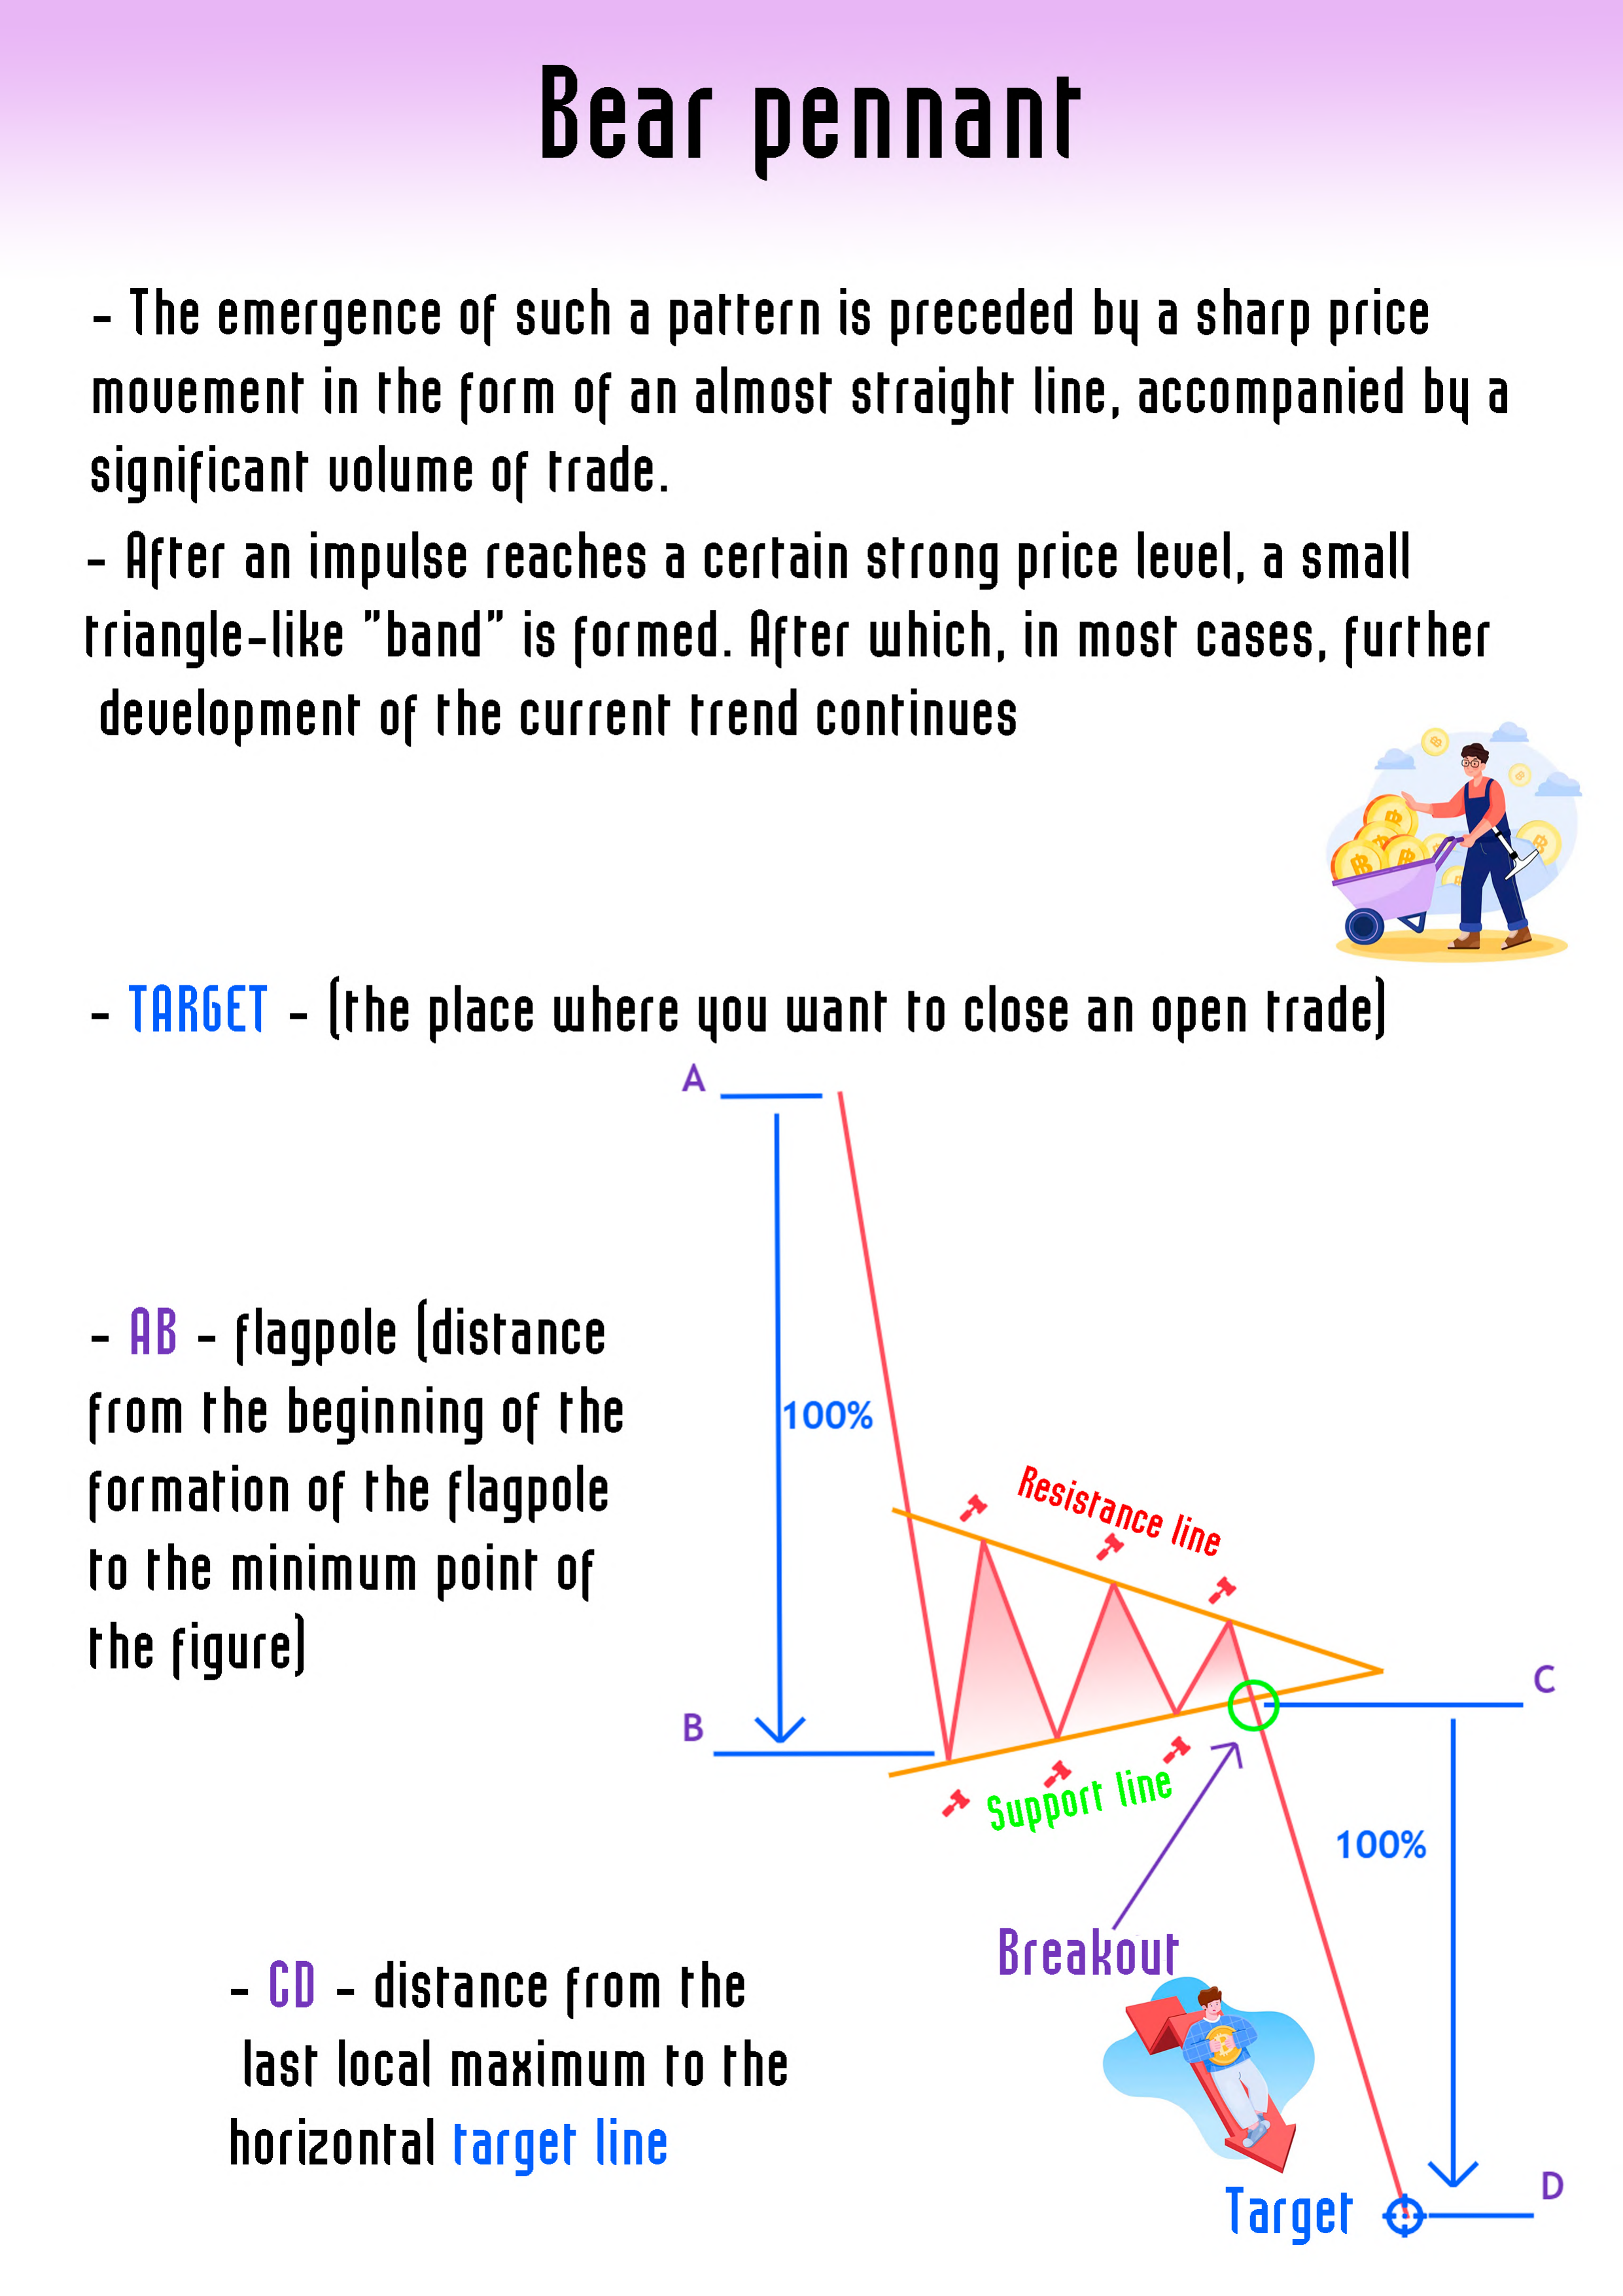 Bear pennant
- The emergence of such a pattern is preceded by a sharp price
movement in the form of an almost straight line, accompanied by a
significant volume of trade.
- After an impulse reaches a certain strong price level, a small
triangle-like "band" is formed. After which, in most cases, further
development of the current trend continues
- TARGET - (the place where you want to close an open trade)
A
- AB - flagpole (distance
from the beginning of the
formation of the flagpole
to the minimum point of
the figure)
100%
Resistance line
B
C
Support line
100%
Breakout
- CD - distance from the
last local maximum to the
horizontal target line
Target
D